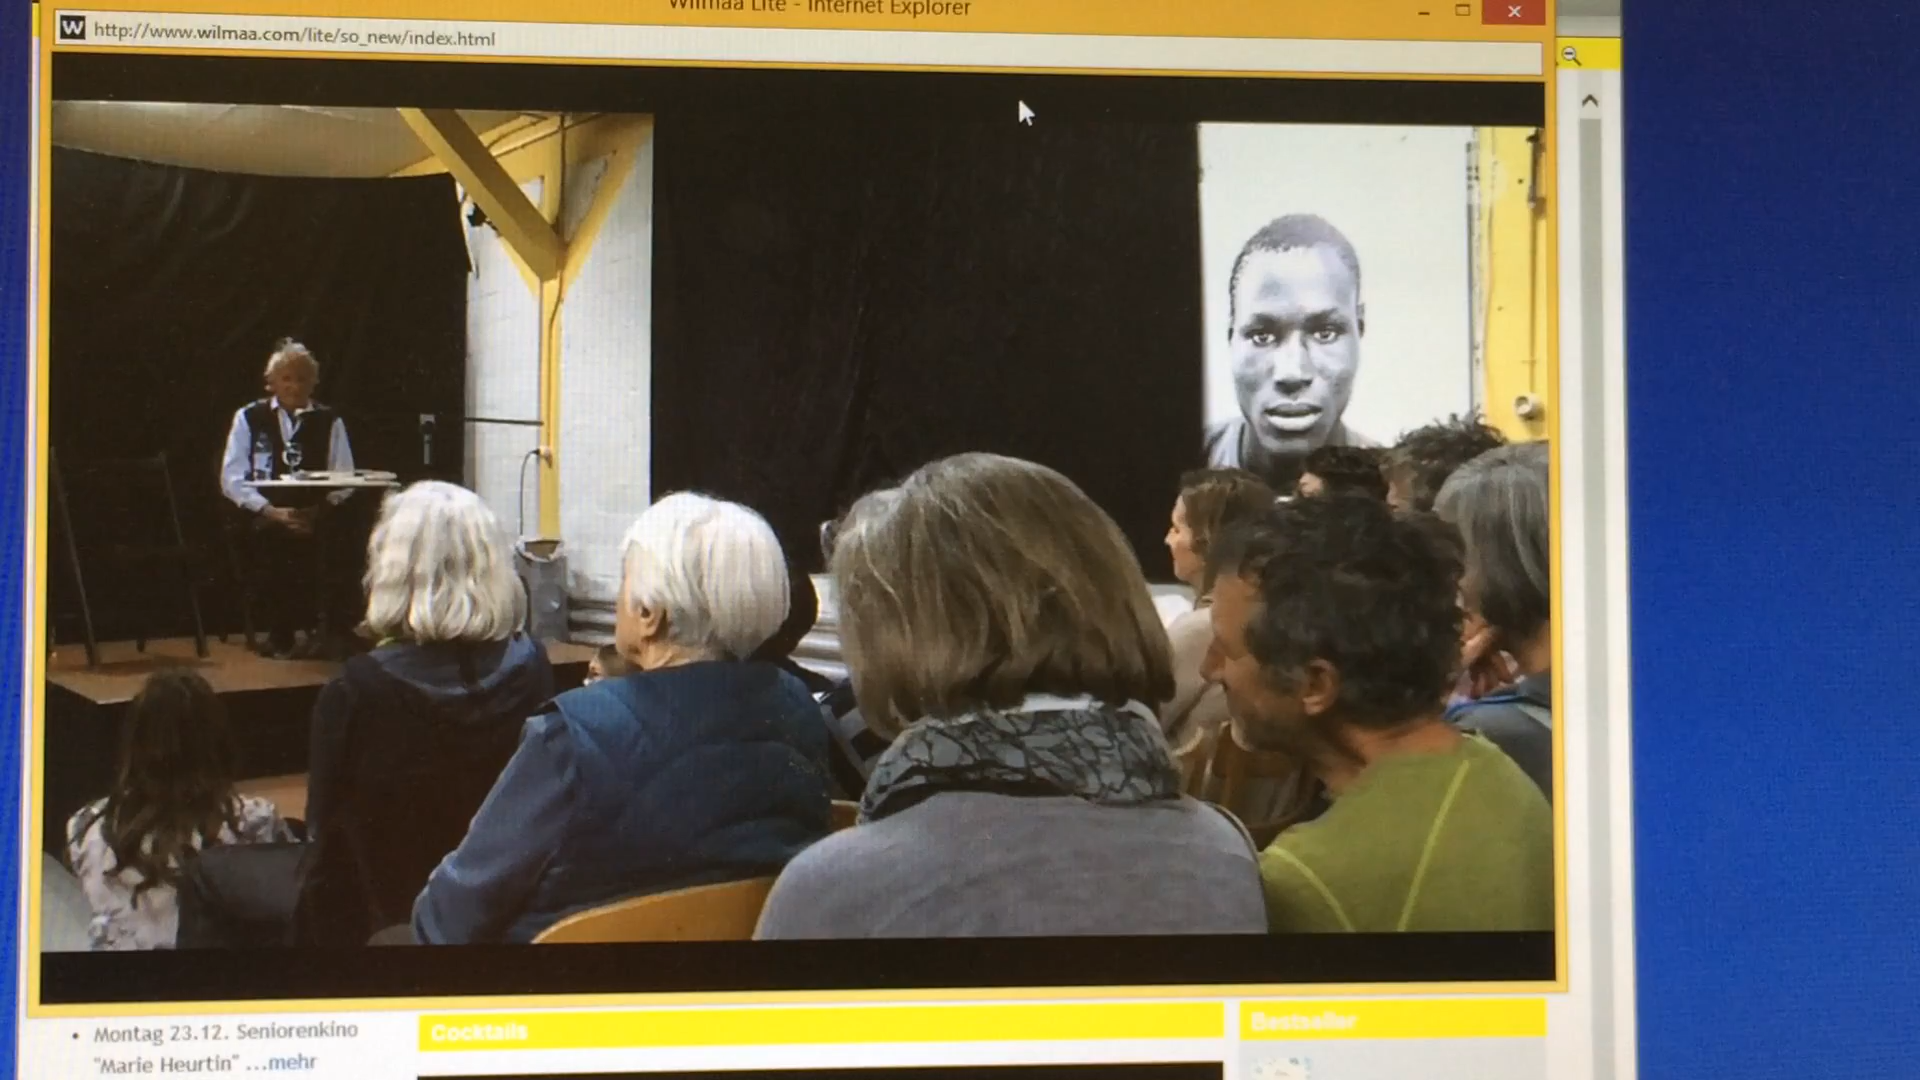 Wilmaa Lite - Internet Explorer
W http://www.wilmaa.com/lite/so_new/index.html
• Montag 23.12. Seniorenkino
"Marie Heurtin" ...mehr
Cocktails
Bestseller